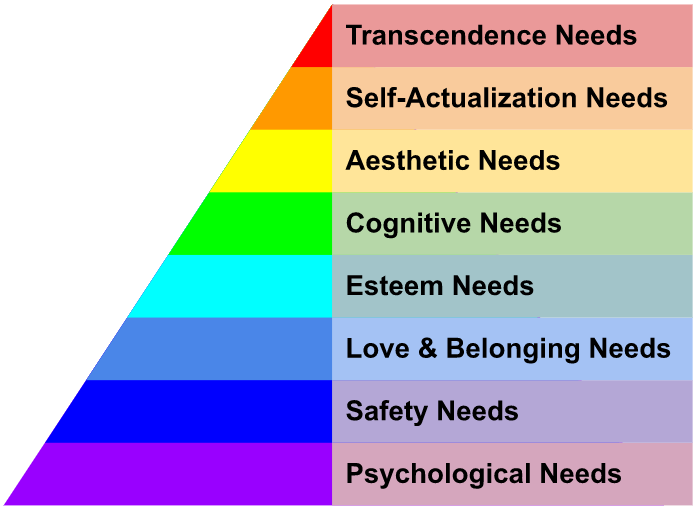 Transcendence Needs
Self-Actualization Needs
Aesthetic Needs
Cognitive Needs
Esteem Needs
Love & Belonging Needs
Safety Needs
Psychological Needs